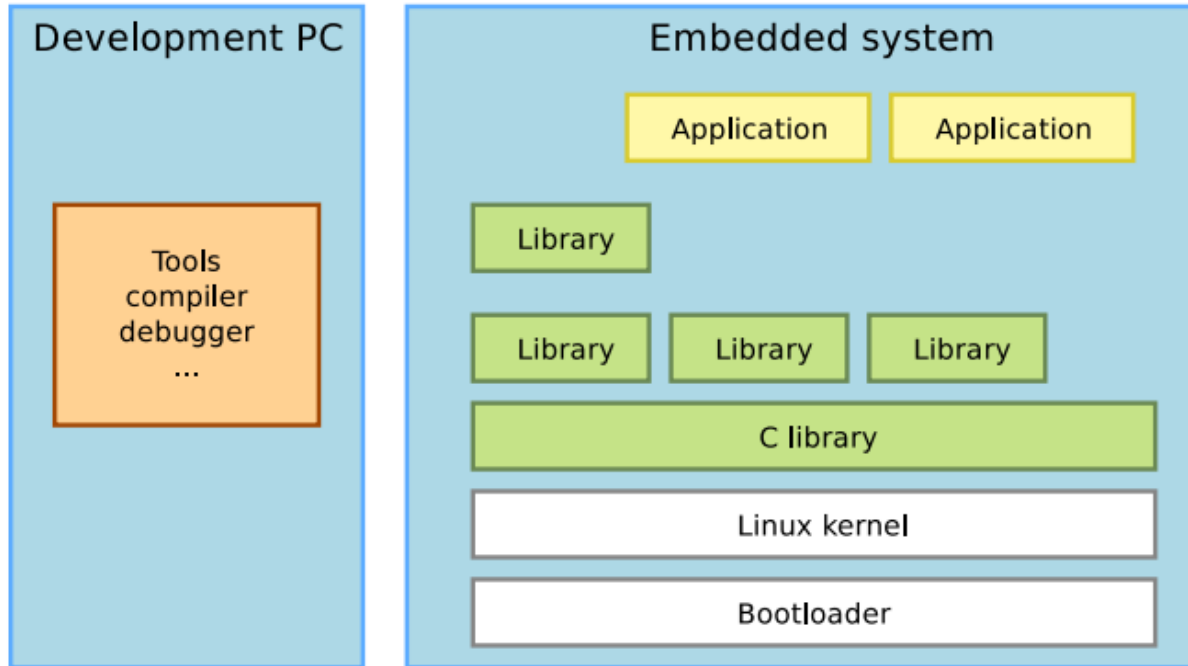 Development PC
Tools
compiler
debugger
...
Embedded system
Application
Application
Library
Library
Library
Library
C library
Linux kernel
Bootloader